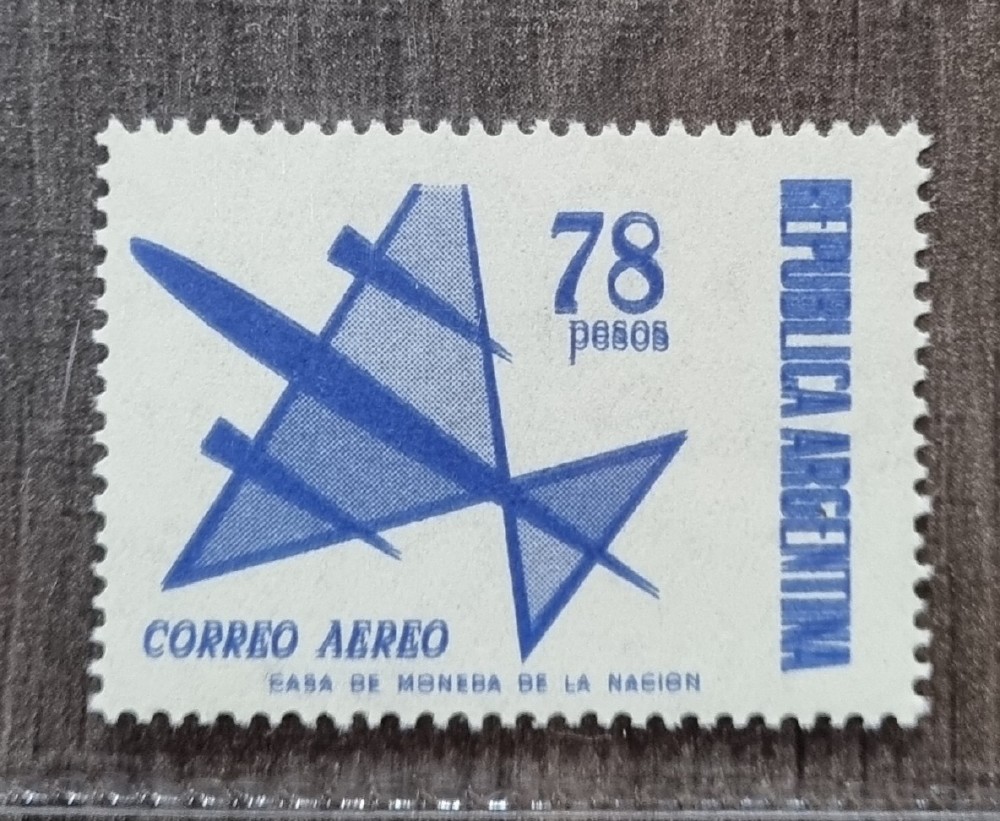 78
pesos
REPUBLICA ARGENTINA
CORREO AEREO
CASA DE MONEDA DE LA NACION